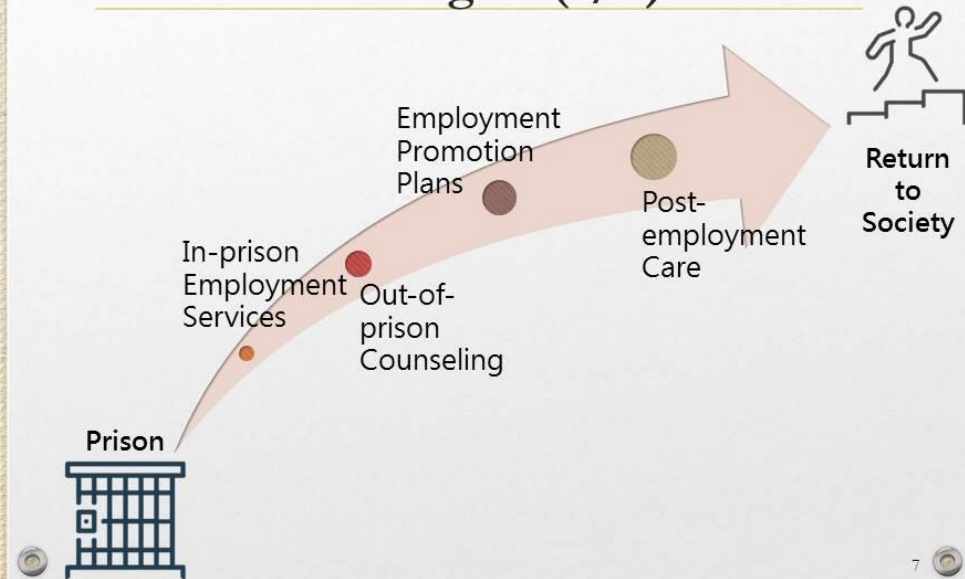 Employment
Promotion
Plans
Post-
employment
Care
Return
to
Society
In-prison
Employment
Services
Out-of-
prison
Counseling
Prison
7